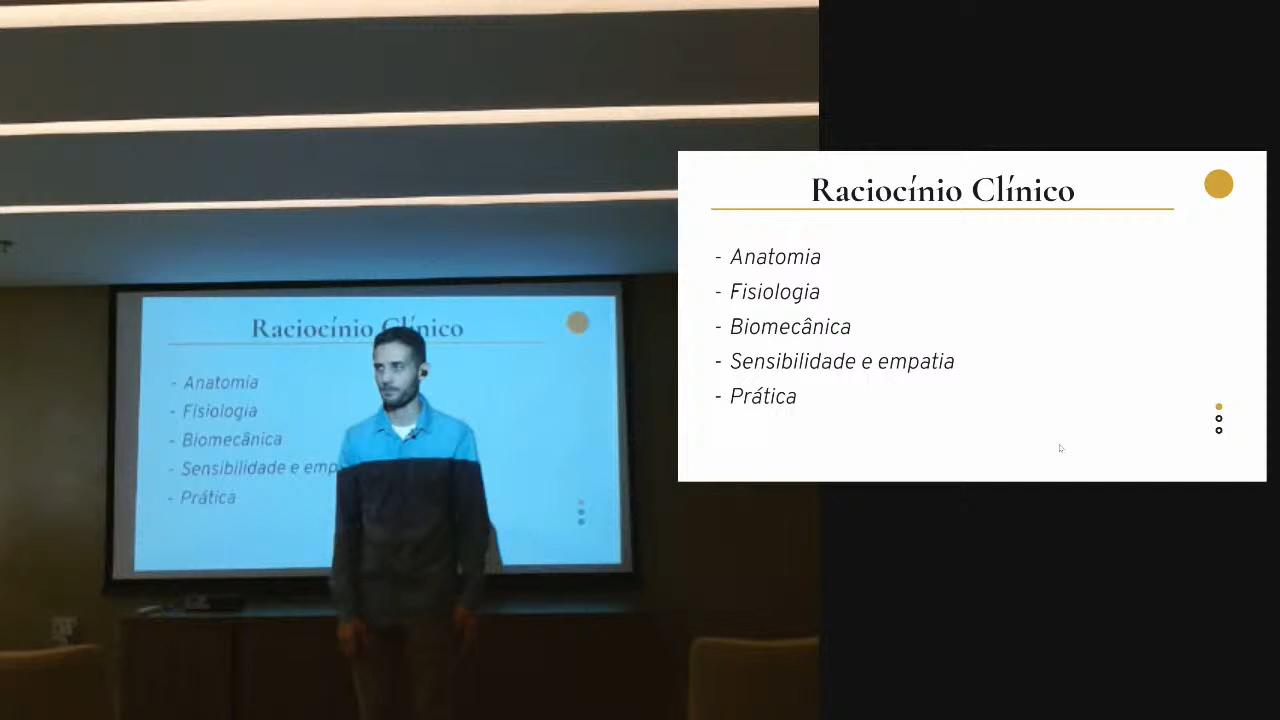 Raciocínio Clínico
- Anatomia
- Fisiologia
- Biomecânica
- Sensibilidade e empatia
- Prática
Raciocínio Clínico
- Anatomia
- Fisiologia
- Biomecânica
- Sensibilidade e emp
- Prática